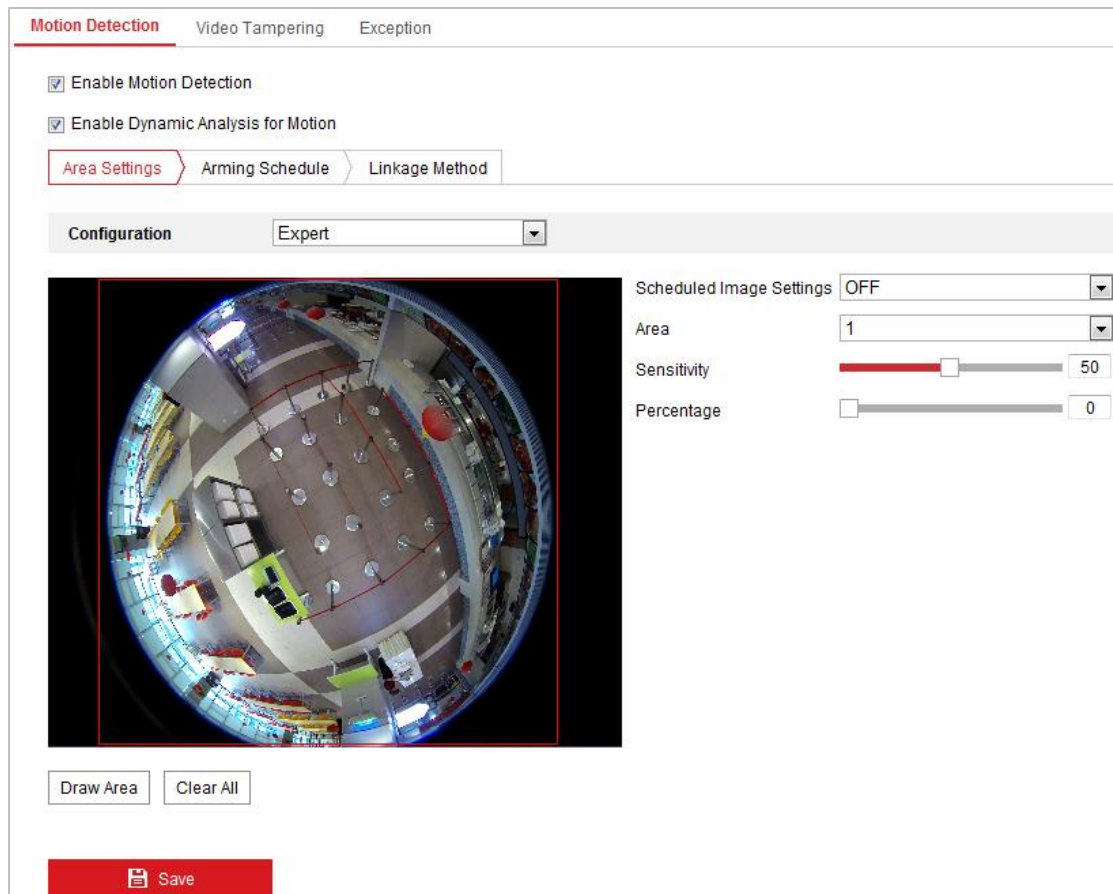 Motion Detection Video Tampering Exception
Enable Motion Detection
Enable Dynamic Analysis for Motion
Area Settings Arming Schedule Linkage Method
Configuration Expert
Scheduled Image Settings OFF
Area 1
Sensitivity 50
Percentage 0
Draw Area Clear All
Save